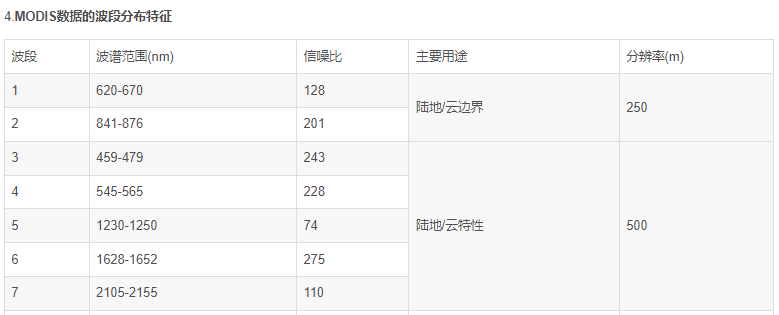 4.MODIS数据的波段分布特征
波段 波谱范围(nm) 信噪比 主要用途 分辨率(m)
1 620-670 128 陆地/云边界 250
2 841-876 201
3 459-479 243 陆地/云特性 500
4 545-565 228
5 1230-1250 74
6 1628-1652 275
7 2105-2155 110